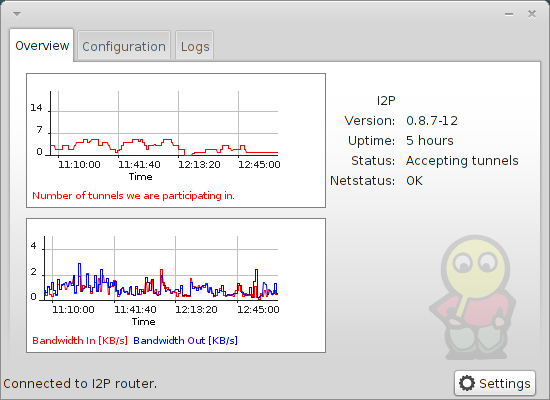 Overview Configuration Logs
14
7
0
11:10:00 11:41:40 12:13:20 12:45:00
Time
Number of tunnels we are participating in.
I2P
Version: 0.8.7-12
Uptime: 5 hours
Status: Accepting tunnels
Netstatus: OK
4
2
0
11:10:00 11:41:40 12:13:20 12:45:00
Time
Bandwidth In [KB/s] Bandwidth Out [KB/s]
Connected to I2P router.
Settings